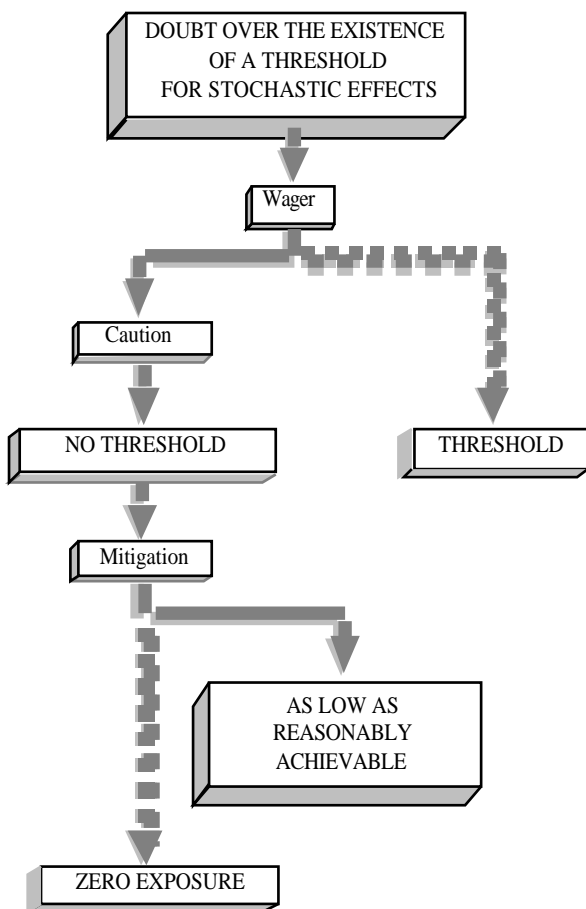 DOUBT OVER THE EXISTENCE
OF A THRESHOLD
FOR STOCHASTIC EFFECTS
Wager
Caution
NO THRESHOLD
THRESHOLD
Mitigation
AS LOW AS
REASONABLY
ACHIEVABLE
ZERO EXPOSURE